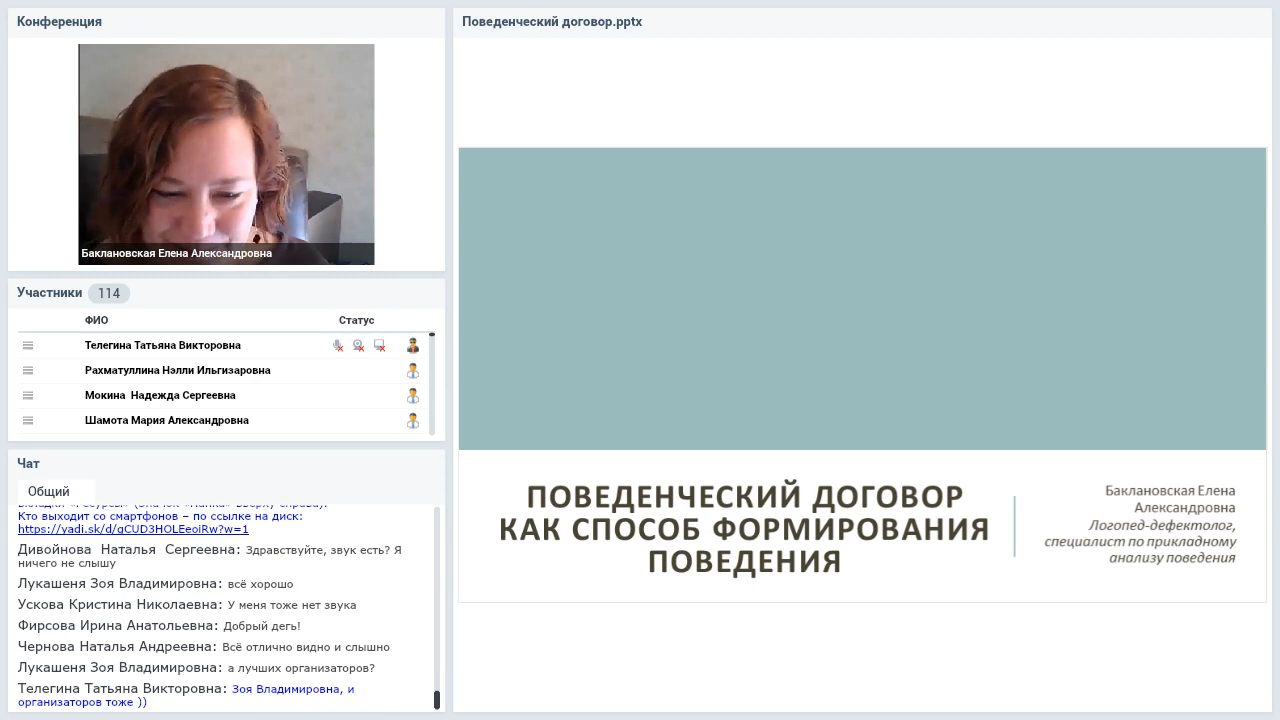 Конференция
Баклановская Елена Александровна
Участники 114
ФИО Статус
Телегина Татьяна Викторовна
Рахматуллина Нэлли Ильгизаровна
Мокина Надежда Сергеевна
Шамота Мария Александровна
Чат
Общий
Кто выходит со смартфонов – по ссылке на диск:
https://yadi.sk/d/gCUD3HOLEeoiRw?w=1
Дивойнова Наталья Сергеевна: Здравствуйте, звук есть? Я
ничего не слышу
Лукашеня Зоя Владимировна: всё хорошо
Ускова Кристина Николаевна: У меня тоже нет звука
Фирсова Ирина Анатольевна: Добрый дегь!
Чернова Наталья Андреевна: Всё отлично видно и слышно
Лукашеня Зоя Владимировна: а лучших организаторов?
Телегина Татьяна Викторовна: Зоя Владимировна, и
организаторов тоже ))
Поведенческий договор.pptx
ПОВЕДЕНЧЕСКИЙ ДОГОВОР
КАК СПОСОБ ФОРМИРОВАНИЯ
ПОВЕДЕНИЯ
Баклановская Елена
Александровна
Логопед-дефектолог,
специалист по прикладному
анализу поведения